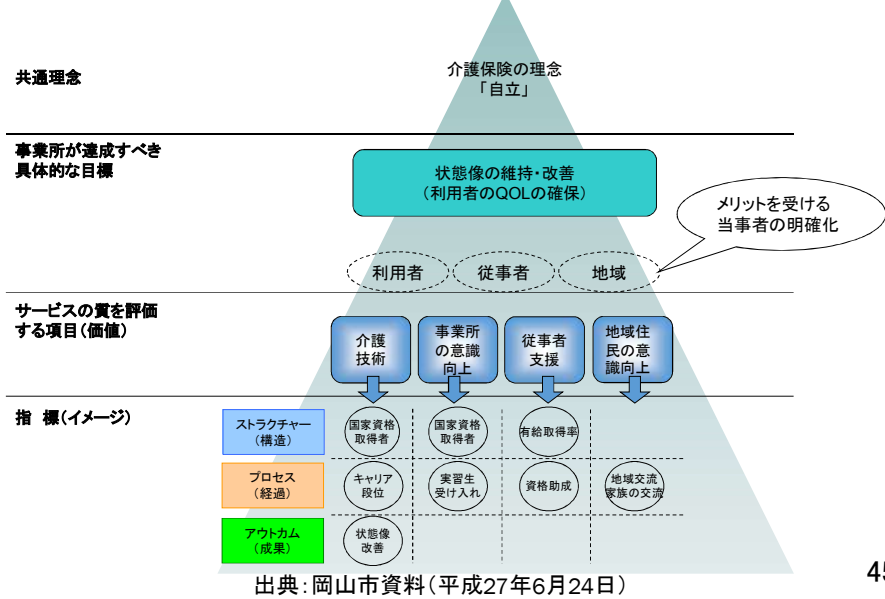 共通理念
介護保険の理念
「自立」
事業所が達成すべき
具体的な目標
状態像の維持・改善
(利用者のQOLの確保)
メリットを受ける
当事者の明確化
利用者
従事者
地域
サービスの質を評価
する項目(価値)
介護
技術
事業所
の意識
向上
従事者
支援
地域住
民の意
識向上
指 標(イメージ)
ストラクチャー
(構造)
国家資格
取得者
国家資格
取得者
有給取得率
プロセス
(経過)
キャリア
段位
実習生
受け入れ
資格助成
地域交流
家族の交流
アウトカム
(成果)
状態像
改善
出典:岡山市資料(平成27年6月24日)
45